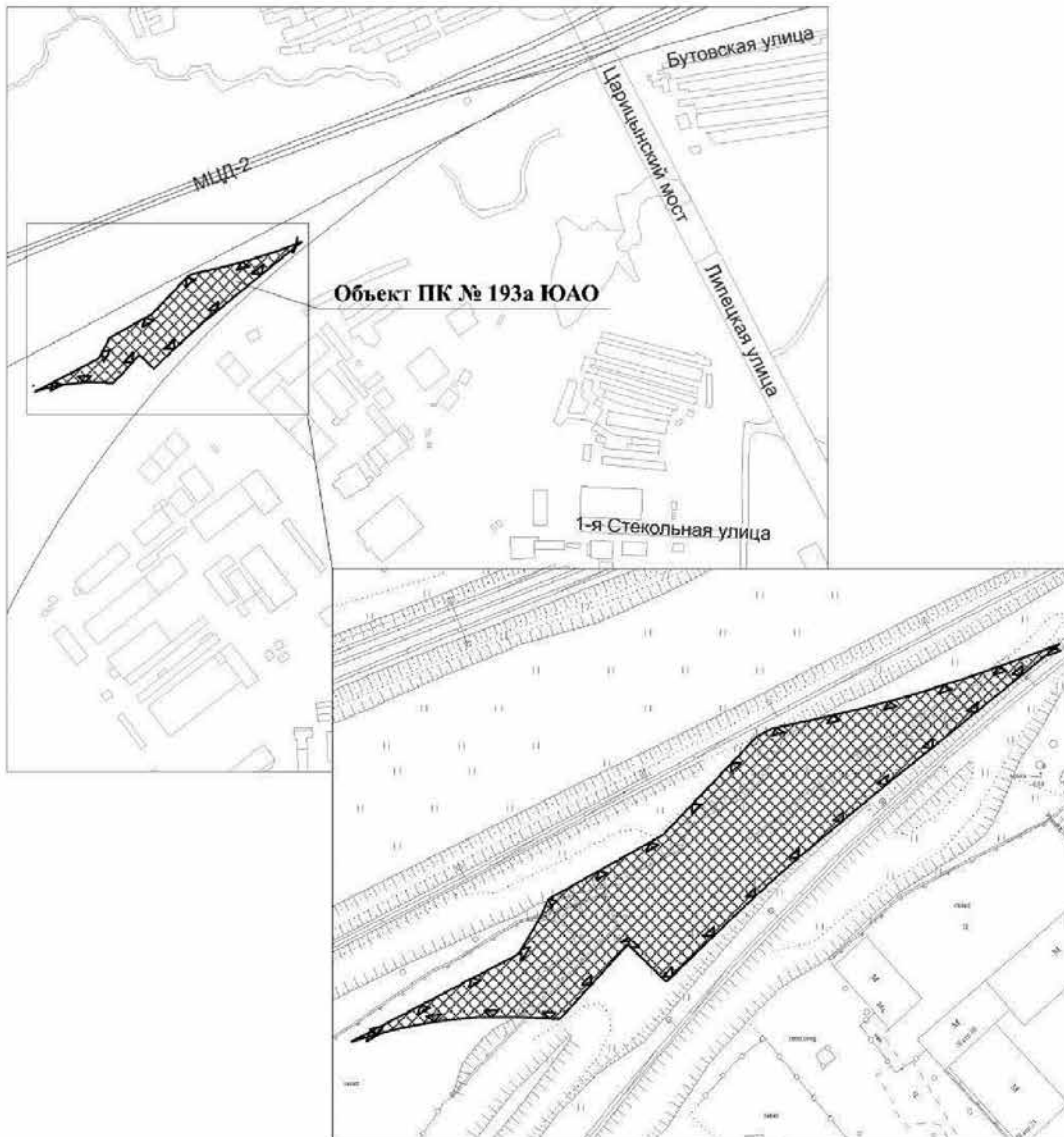 Бутовская улица
Царицынский мост
МЦД-2
Объект ПК № 193а ЮАО
Липецкая улица
1-я Стекольная улица
М
М
М
М